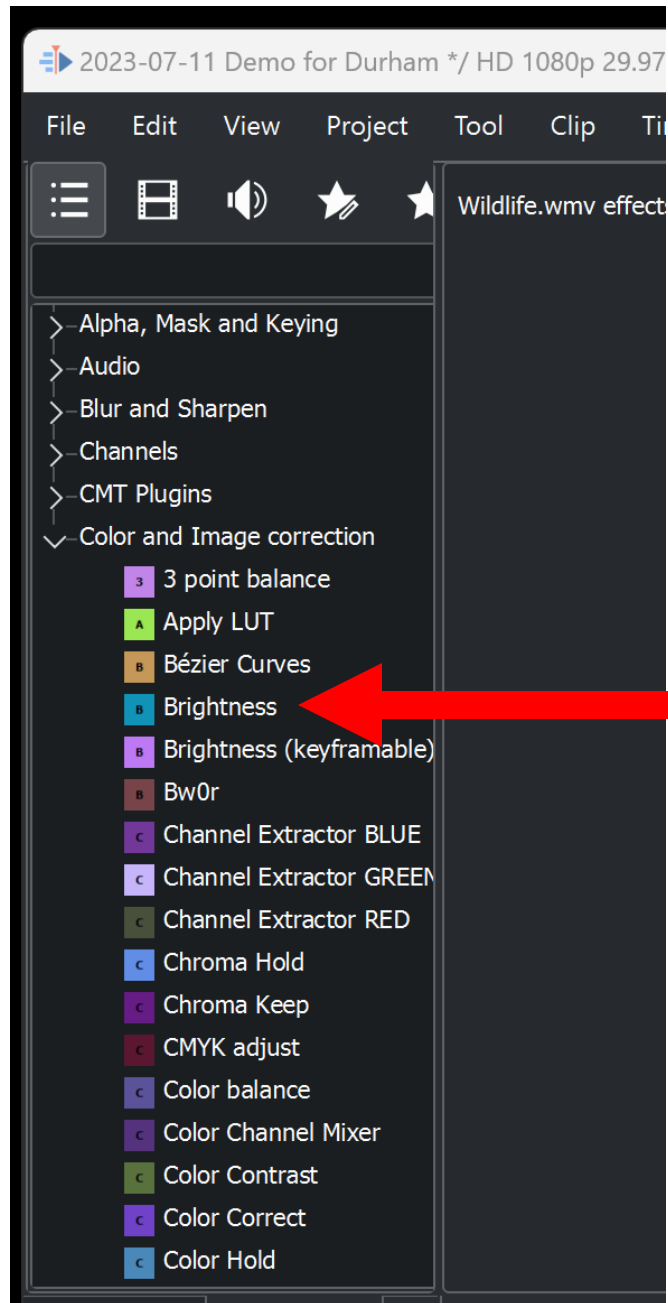 2023-07-11 Demo for Durham */ HD 1080p 29.97
File Edit View Project Tool Clip
Wildlife.wmv effects
Alpha, Mask and Keying
Audio
Blur and Sharpen
Channels
CMT Plugins
Color and Image correction
3 3 point balance
A Apply LUT
B Bézier Curves
B Brightness
B Brightness (keyframable)
B Bw0r
C Channel Extractor BLUE
C Channel Extractor GREEN
C Channel Extractor RED
C Chroma Hold
C Chroma Keep
C CMYK adjust
C Color balance
C Color Channel Mixer
C Color Contrast
C Color Correct
C Color Hold